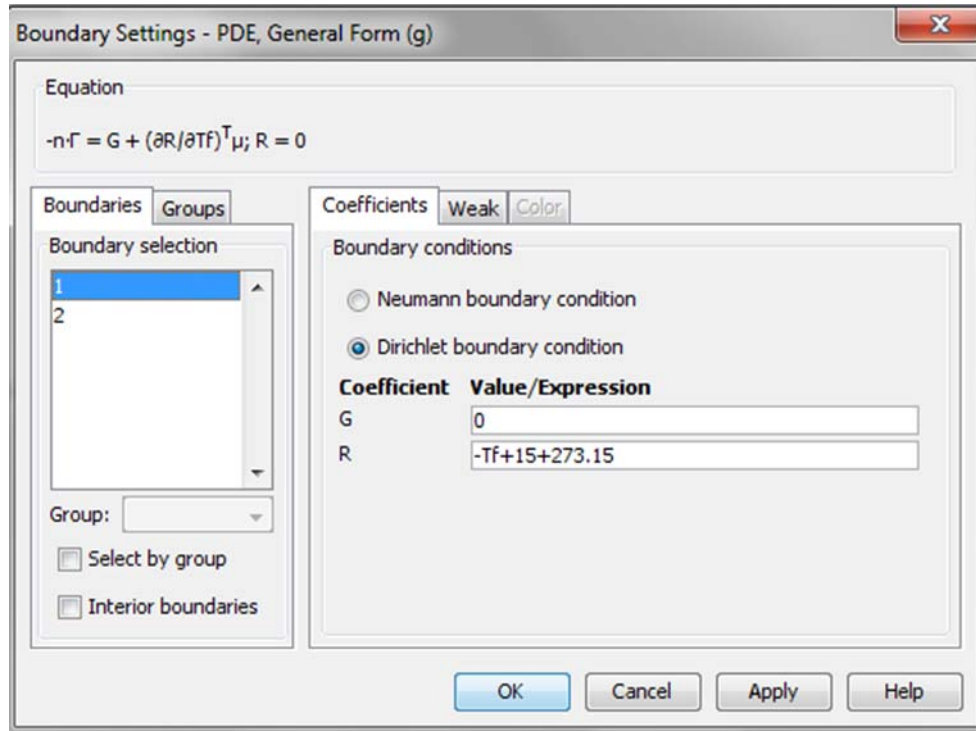 Boundary Settings - PDE, General Form (g)
Equation
-n·Γ = G + (∂R/∂Tf)ᵀμ; R = 0
Boundaries Groups
Boundary selection
1
2
Group:
Select by group
Interior boundaries
Coefficients Weak Color
Boundary conditions
Neumann boundary condition
Dirichlet boundary condition
Coefficient Value/Expression
G 0
R -Tf+15+273.15
OK Cancel Apply Help